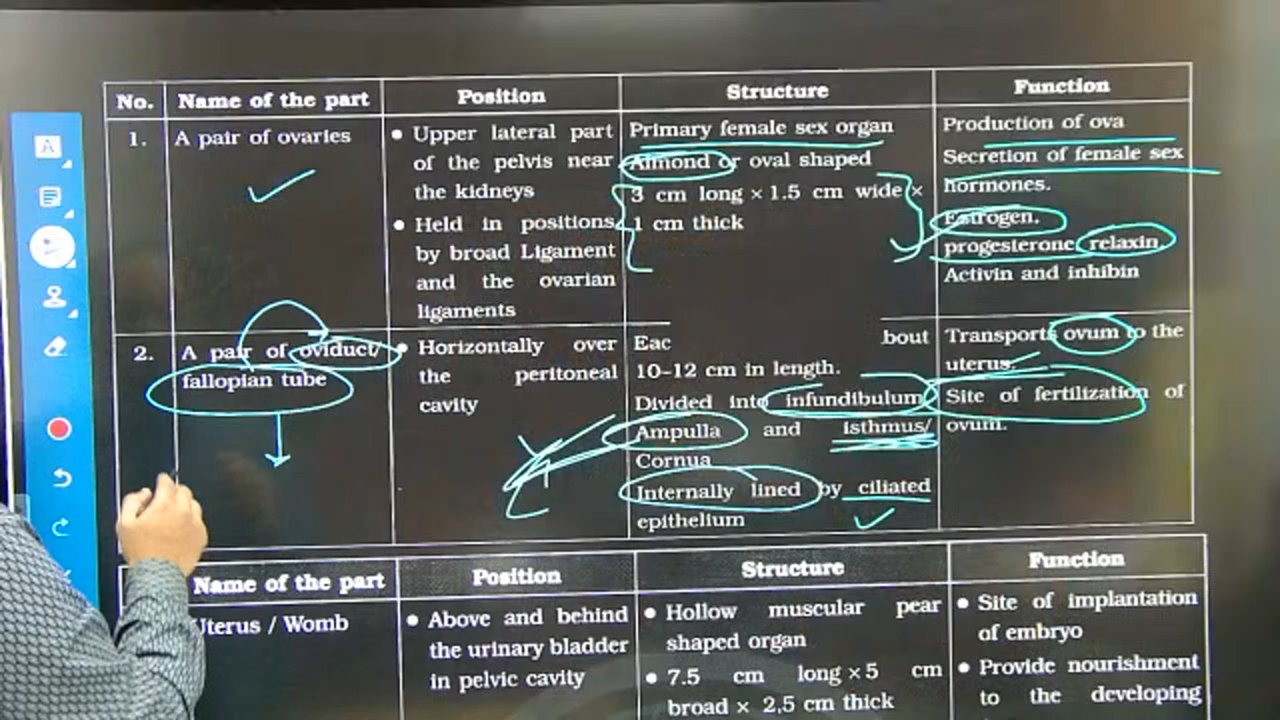 No.
Name of the part
Position
Structure
Function
1.
A pair of ovaries
• Upper lateral part
of the pelvis near
the kidneys
• Held in positions
by broad Ligament
and the ovarian
ligaments
Primary female sex organ
Almond or oval shaped
3 cm long × 1.5 cm wide ×
1 cm thick
Production of ova
Secretion of female sex
hormones.
Estrogen,
progesterone relaxin
Activin and inhibin
2.
A pair of oviduct/
fallopian tube
• Horizontally over
the peritoneal
cavity
Eac bout
10-12 cm in length.
Divided into infundibulum
Ampulla and isthmus/
Cornua
Internally lined by ciliated
epithelium
Transports ovum to the
uterus.
Site of fertilization of
ovum.
Name of the part
Position
Structure
Function
Uterus / Womb
• Above and behind
the urinary bladder
in pelvic cavity
• Hollow muscular pear
shaped organ
• 7.5 cm long × 5 cm
broad × 2.5 cm thick
• Site of implantation
of embryo
• Provide nourishment
to the developing